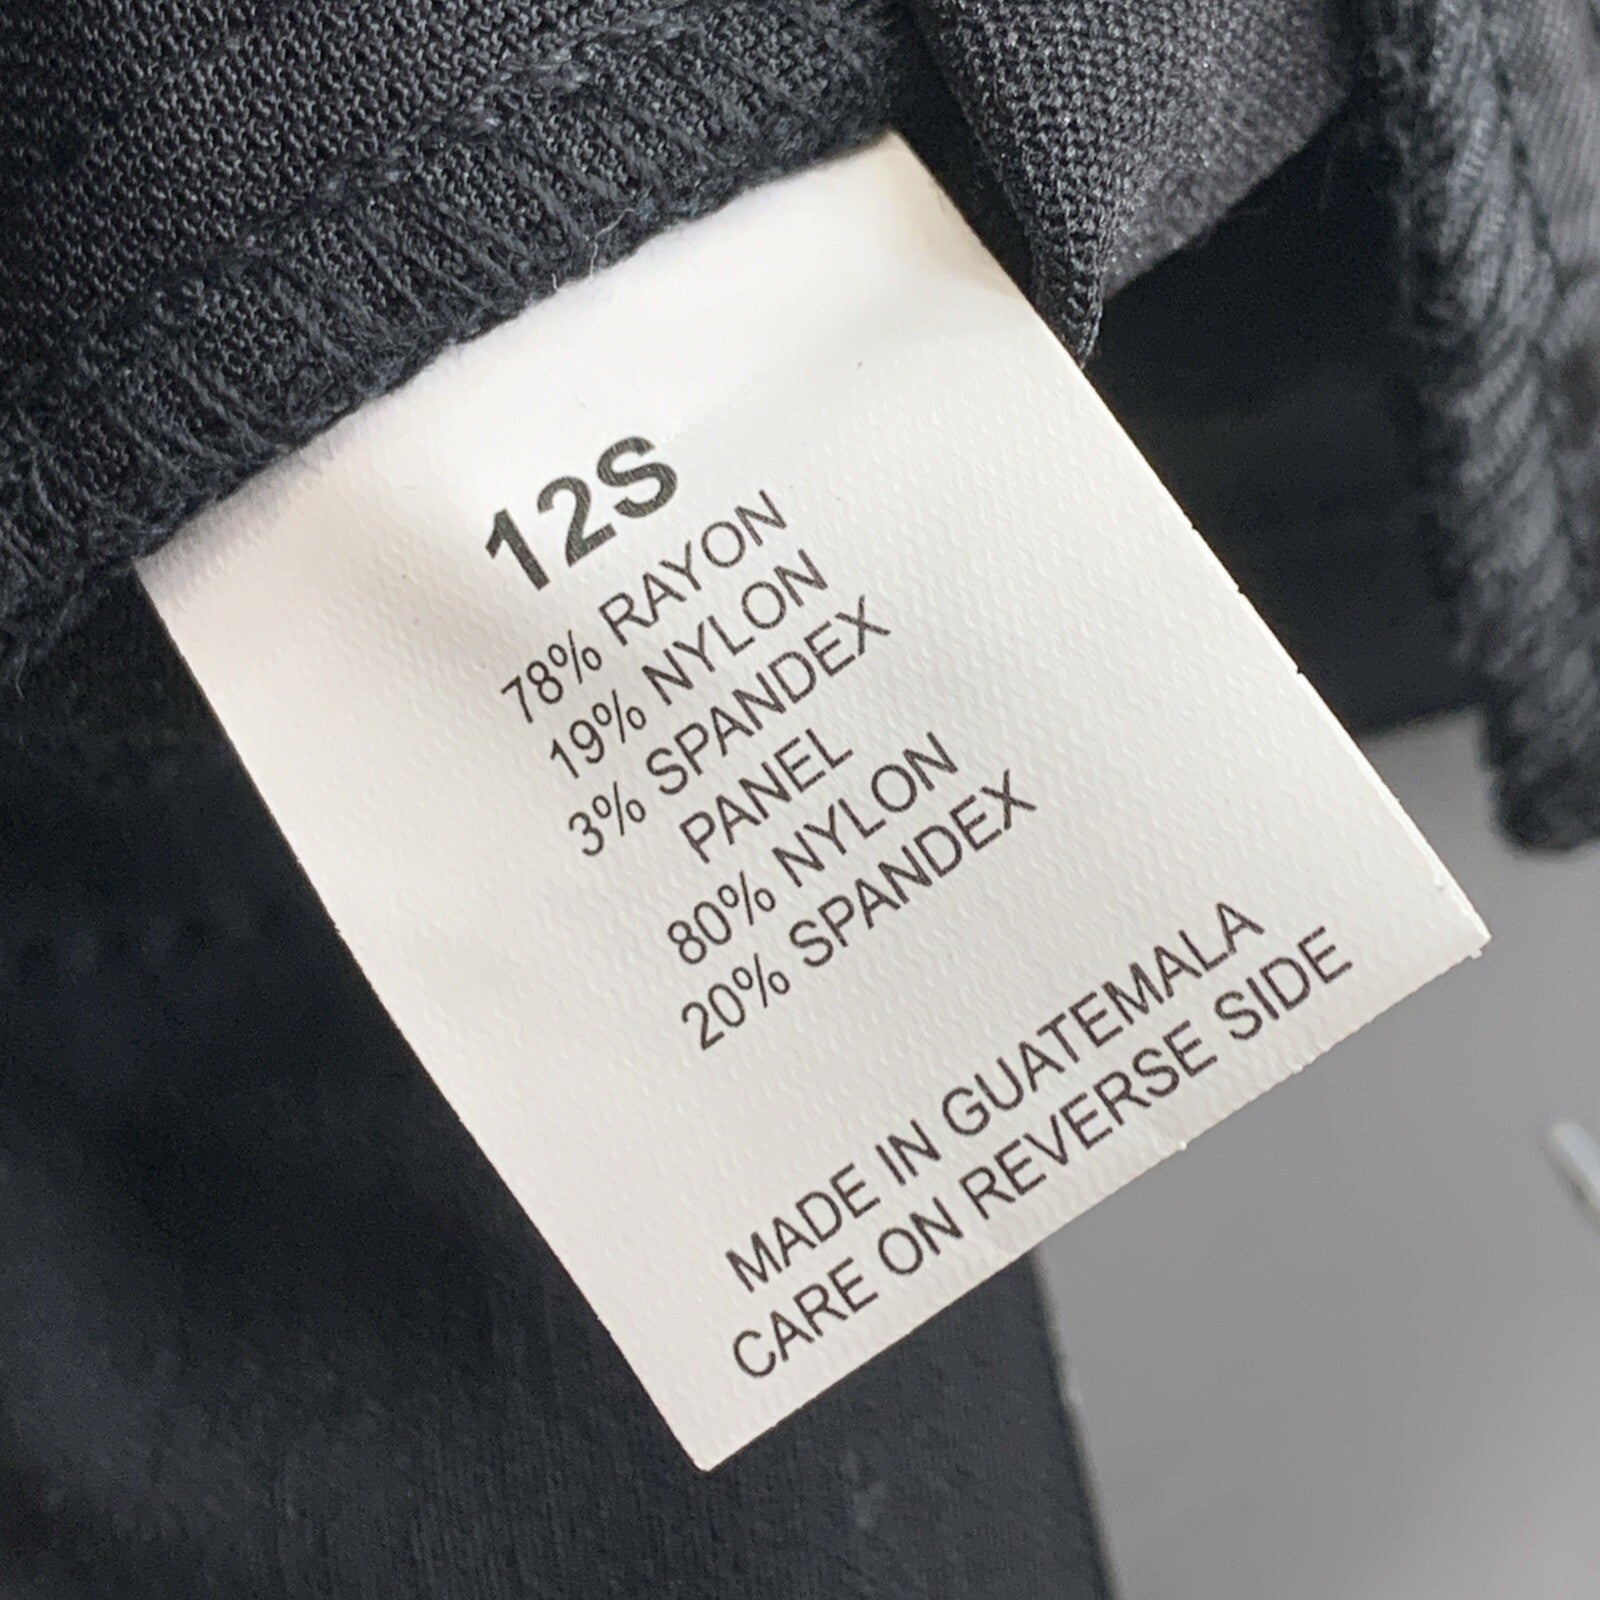 12S
78% RAYON
19% NYLON
3% SPANDEX
PANEL
80% NYLON
20% SPANDEX
MADE IN GUATEMALA
CARE ON REVERSE SIDE